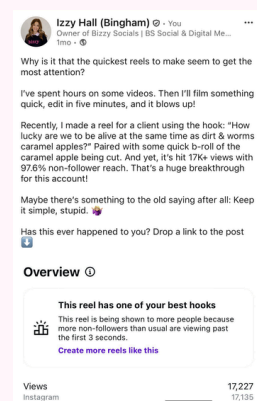 Izzy Hall (Bingham) • You
Owner of Bizzy Socials | BS Social & Digital Me...
1mo •
Why is it that the quickest reels to make seem to get the
most attention?
I've spent hours on some videos. Then I'll film something
quick, edit in five minutes, and it blows up!
Recently, I made a reel for a client using the hook: "How
lucky are we to be alive at the same time as dirt & worms
caramel apples?" Paired with some quick b-roll of the
caramel apple being cut. And yet, it's hit 17K+ views with
97.6% non-follower reach. That's a huge breakthrough
for this account!
Maybe there's something to the old saying after all: Keep
it simple, stupid. 🤷‍♀️
Has this ever happened to you? Drop a link to the post
⬇️
Overview ⓘ
This reel has one of your best hooks
This reel is being shown to more people because
more non-followers than usual are viewing past
the first 3 seconds.
Create more reels like this
Views 17,227
Instagram 17,135